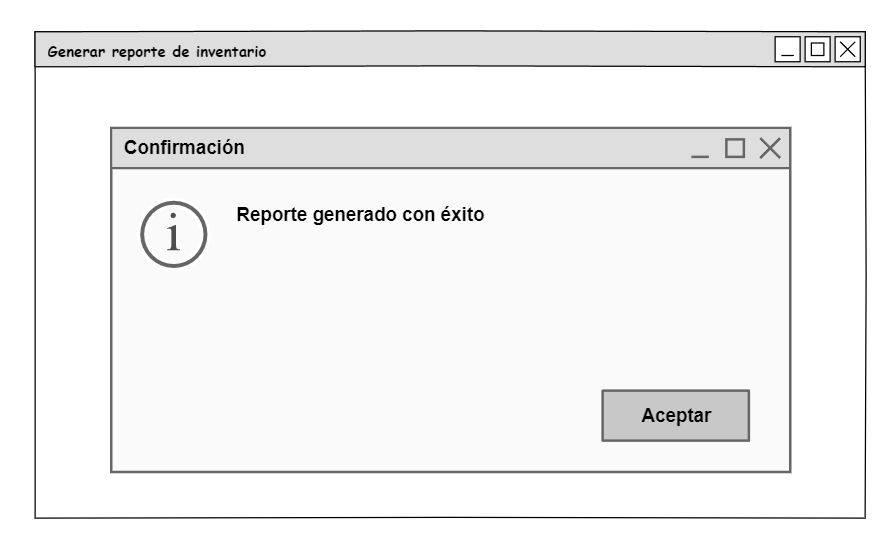 Generar reporte de inventario
Confirmación
Reporte generado con éxito
Aceptar